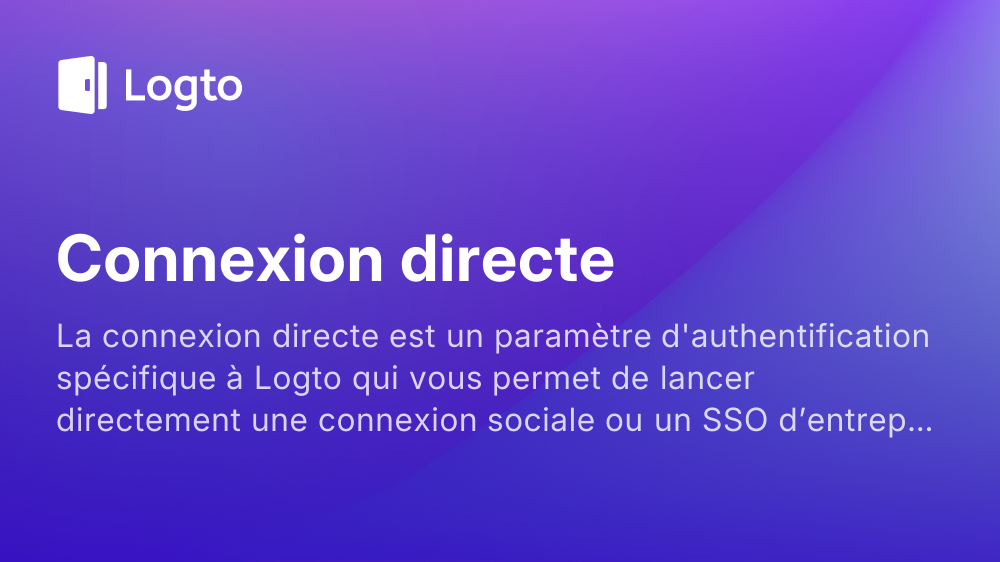 Logto
Connexion directe
La connexion directe est un paramètre d'authentification
spécifique à Logto qui vous permet de lancer
directement une connexion sociale ou un SSO d’entrep...